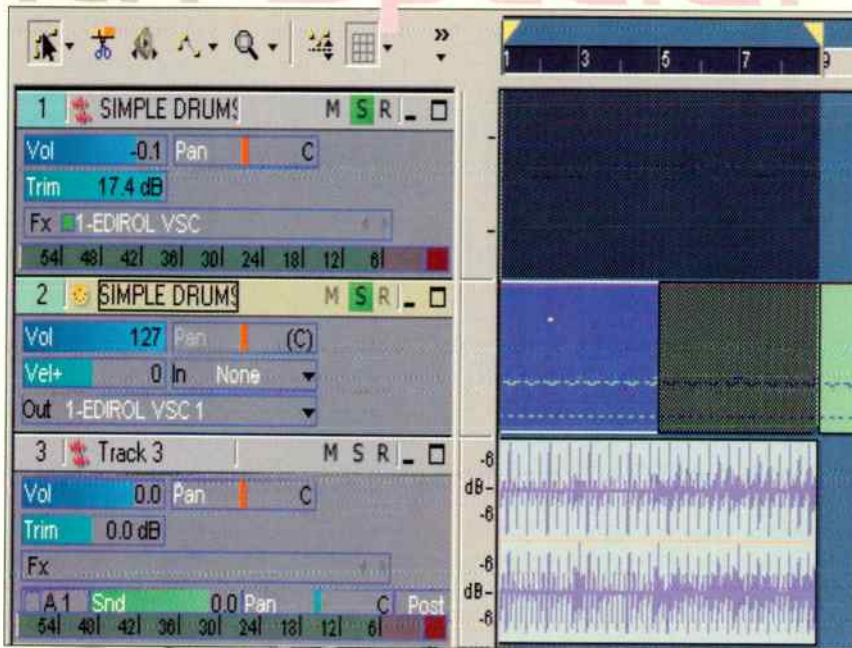 »
1 3 5 7 9
1 SIMPLE DRUMS M S R
Vol -0.1 Pan C
Trim 17.4 dB
Fx 1-EDIROL VSC
54 48 42 36 30 24 18 12 6
2 SIMPLE DRUMS M S R
Vol 127 Pan (C)
Vel+ 0 In None
Out 1-EDIROL VSC 1
3 Track 3 M S R
Vol 0.0 Pan C
Trim 0.0 dB
Fx
A1 Snd 0.0 Pan C Post
54 48 42 36 30 24 18 12 6
-6
dB-
-6
-6
dB-
-6